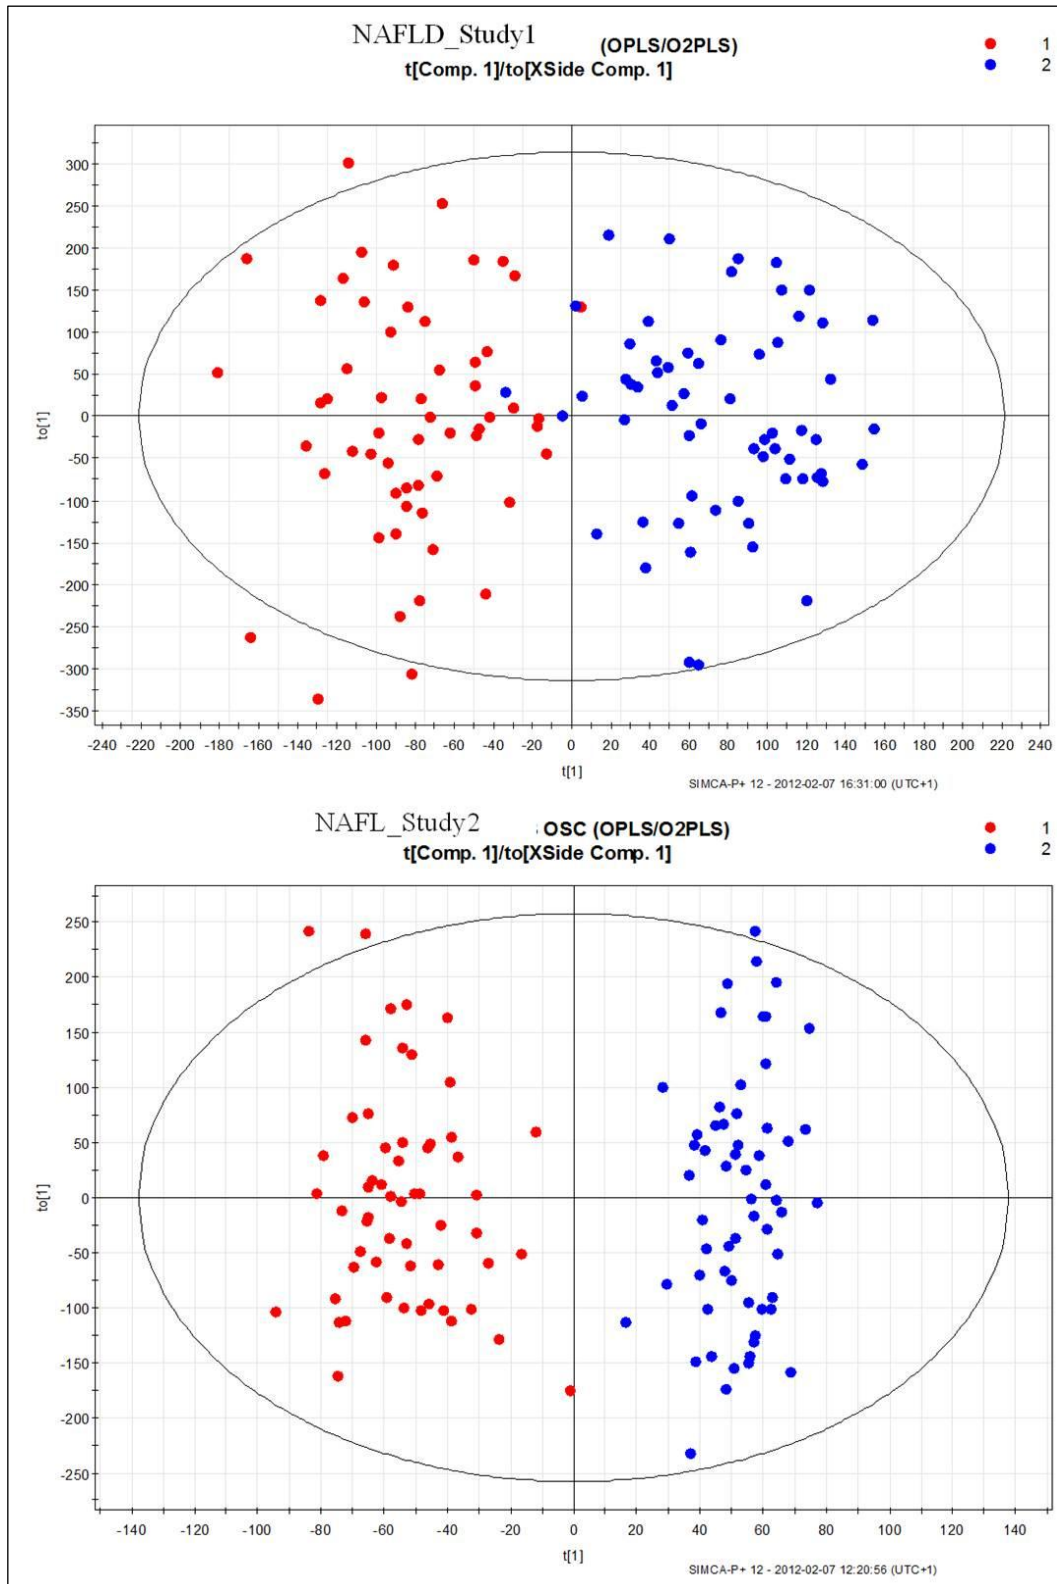 NAFLD_Study1 (OPLS/O2PLS)
t[Comp. 1]/to[XSide Comp. 1]
1
2
300
250
200
150
100
50
0
-50
-100
-150
-200
-250
-300
-350
to[1]
-240 -220 -200 -180 -160 -140 -120 -100 -80 -60 -40 -20 0 20 40 60 80 100 120 140 160 180 200 220 240
t[1]
SIMCA-P+ 12 - 2012-02-07 16:31:00 (UTC+1)
NAFL_Study2 OSC (OPLS/O2PLS)
t[Comp. 1]/to[XSide Comp. 1]
1
2
250
200
150
100
50
0
-50
-100
-150
-200
-250
to[1]
-140 -120 -100 -80 -60 -40 -20 0 20 40 60 80 100 120 140
t[1]
SIMCA-P+ 12 - 2012-02-07 12:20:56 (UTC+1)